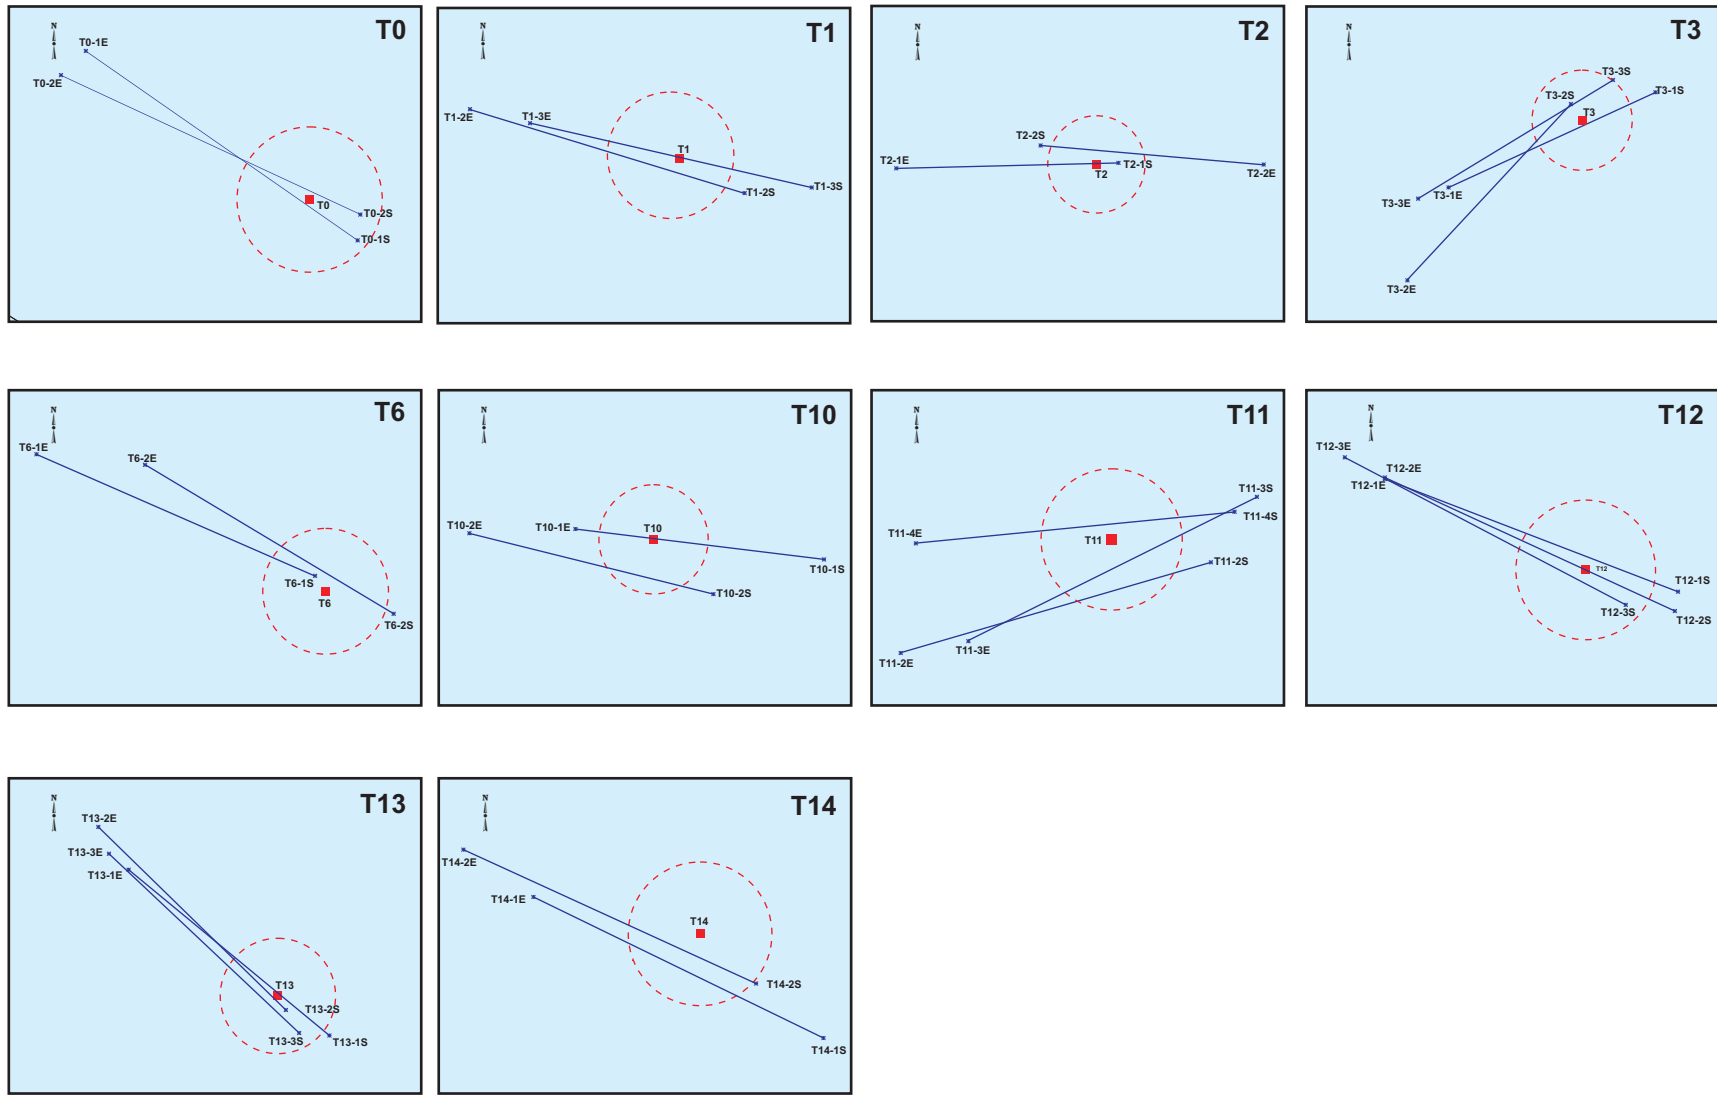 T0
N
T0-1E
T0-2E
T0
T0-2S
T0-1S
T1
N
T1-2E
T1-3E
T1
T1-2S
T1-3S
T2
N
T2-2S
T2-1E
T2-1S
T2
T2-2E
T3
N
T3-3S
T3-2S
T3-1S
T3
T3-3E
T3-1E
T3-2E
T6
N
T6-1E
T6-2E
T6-1S
T6
T6-2S
T10
N
T10-2E
T10-1E
T10
T10-1S
T10-2S
T11
N
T11-3S
T11-4S
T11-4E
T11
T11-2S
T11-3E
T11-2E
T12
N
T12-3E
T12-2E
T12-1E
T12
T12-1S
T12-3S
T12-2S
T13
N
T13-2E
T13-3E
T13-1E
T13
T13-2S
T13-3S
T13-1S
T14
N
T14-2E
T14-1E
T14
T14-2S
T14-1S